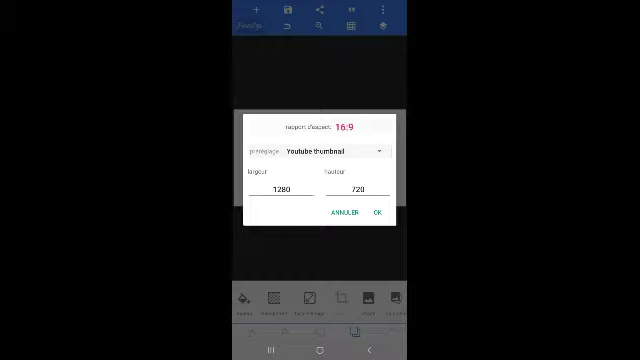 rapport d'aspect: 16:9
préréglage Youtube thumbnail
largeur hauteur
1280 720
ANNULER OK